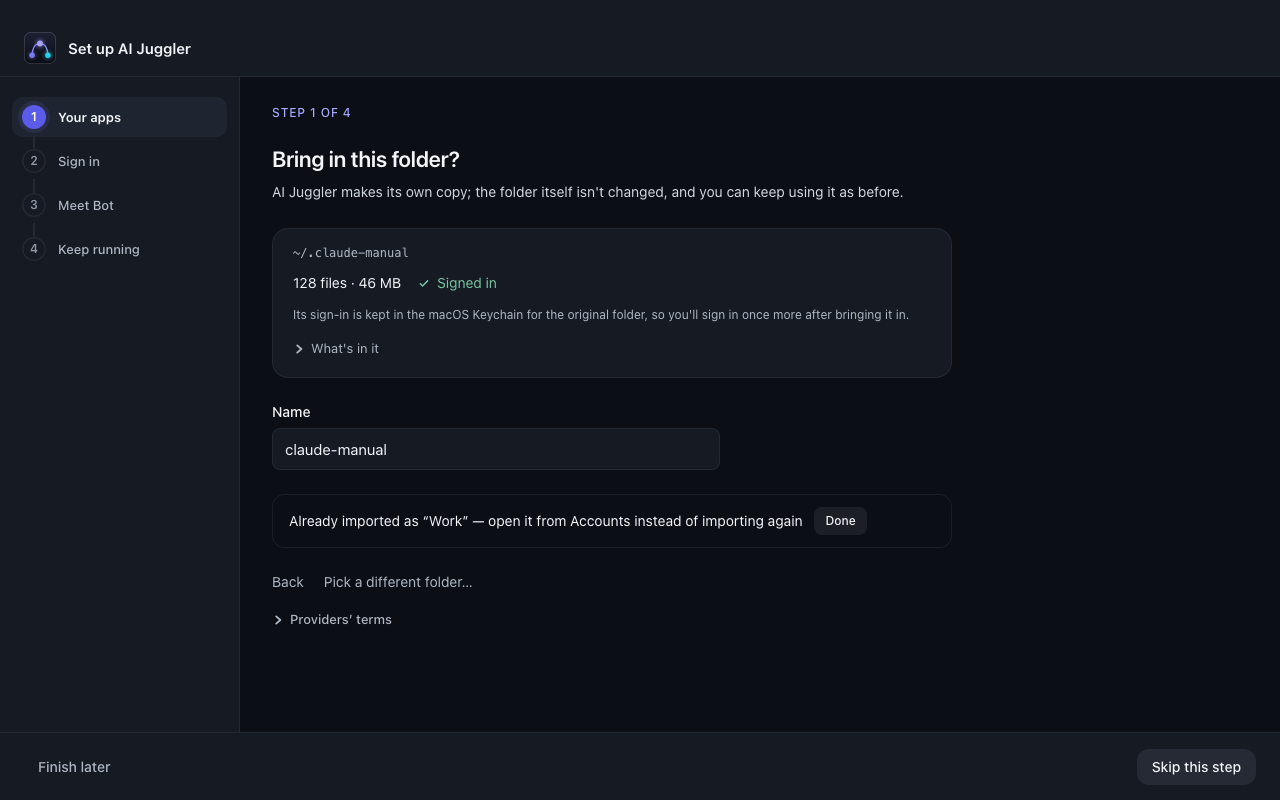 Set up AI Juggler
1 Your apps
2 Sign in
3 Meet Bot
4 Keep running
STEP 1 OF 4
Bring in this folder?
AI Juggler makes its own copy; the folder itself isn't changed, and you can keep using it as before.
~/.claude-manual
128 files · 46 MB ✓ Signed in
Its sign-in is kept in the macOS Keychain for the original folder, so you'll sign in once more after bringing it in.
What's in it
Name
claude-manual
Already imported as “Work” — open it from Accounts instead of importing again Done
Back Pick a different folder…
Providers’ terms
Finish later Skip this step